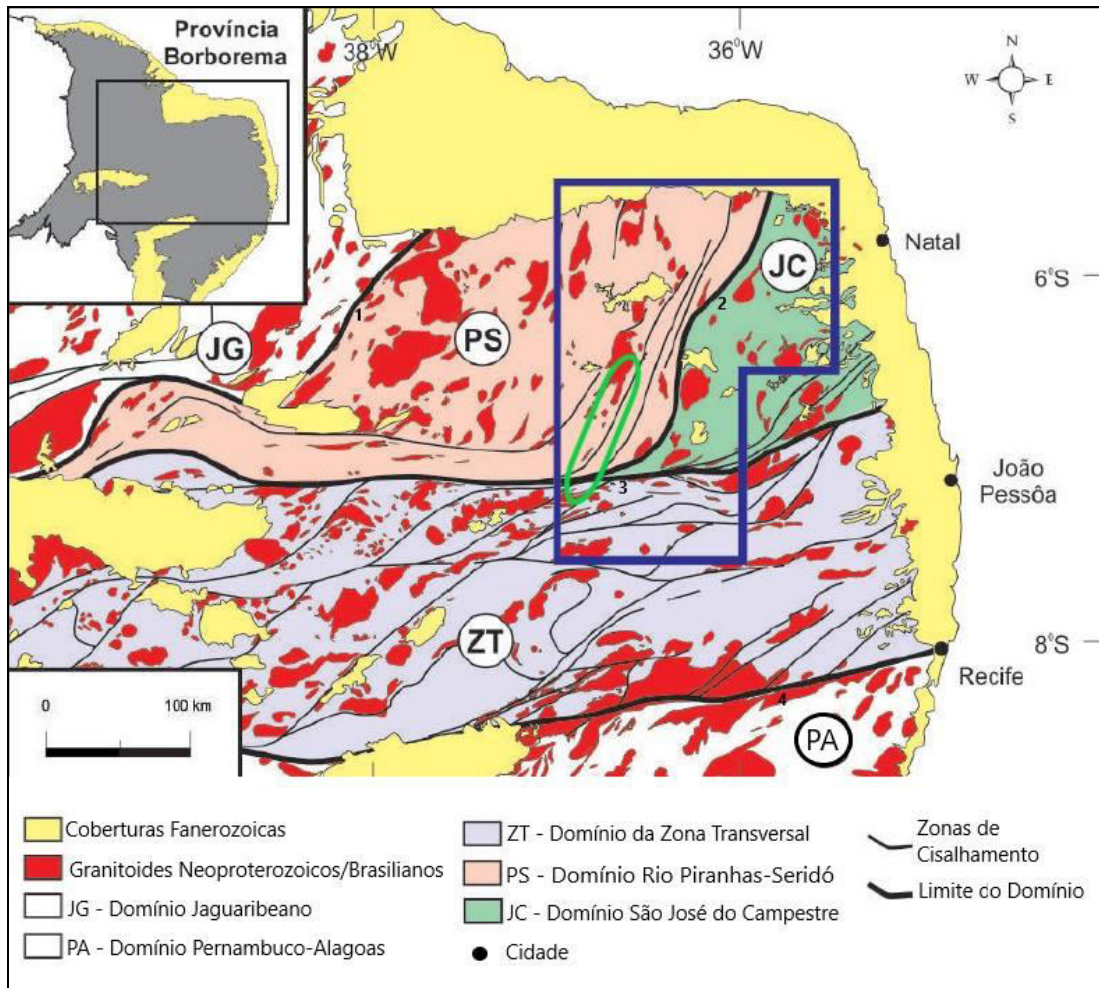 Província
Borborema
38°W
36°W
N
W
E
S
Natal
6°S
JC
2
1
PS
JG
João
Pessôa
3
ZT
8°S
Recife
4
PA
0
100 km
Coberturas Fanerozoicas
Granitoides Neoproterozoicos/Brasilianos
JG - Domínio Jaguaribeano
PA - Domínio Pernambuco-Alagoas
ZT - Domínio da Zona Transversal
PS - Domínio Rio Piranhas-Seridó
JC - Domínio São José do Campestre
Cidade
Zonas de
Cisalhamento
Limite do Domínio